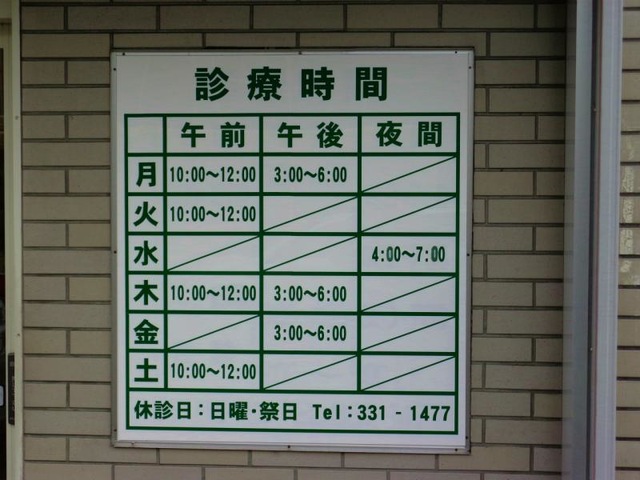 診療時間
午前 午後 夜間
月 10:00〜12:00 3:00〜6:00
火 10:00〜12:00
水 4:00〜7:00
木 10:00〜12:00 3:00〜6:00
金 3:00〜6:00
土 10:00〜12:00
休診日:日曜・祭日 Tel:331-1477